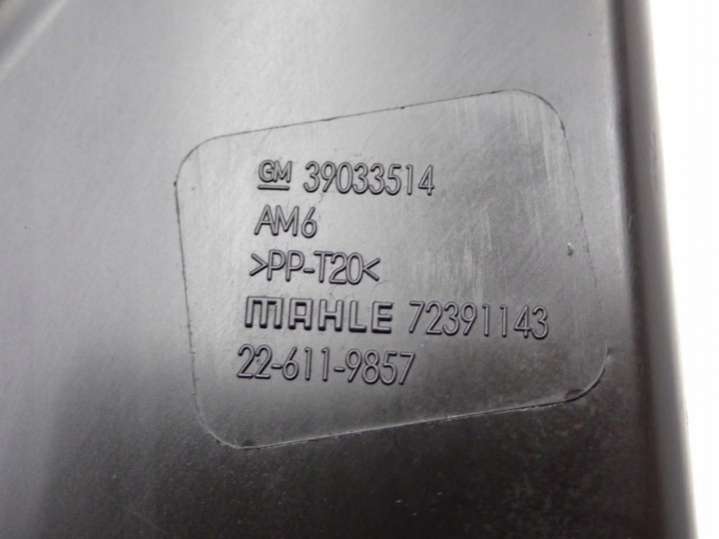 GM 39033514
AM6
>PP-T20<
MAHLE 72391143
22-611-9857